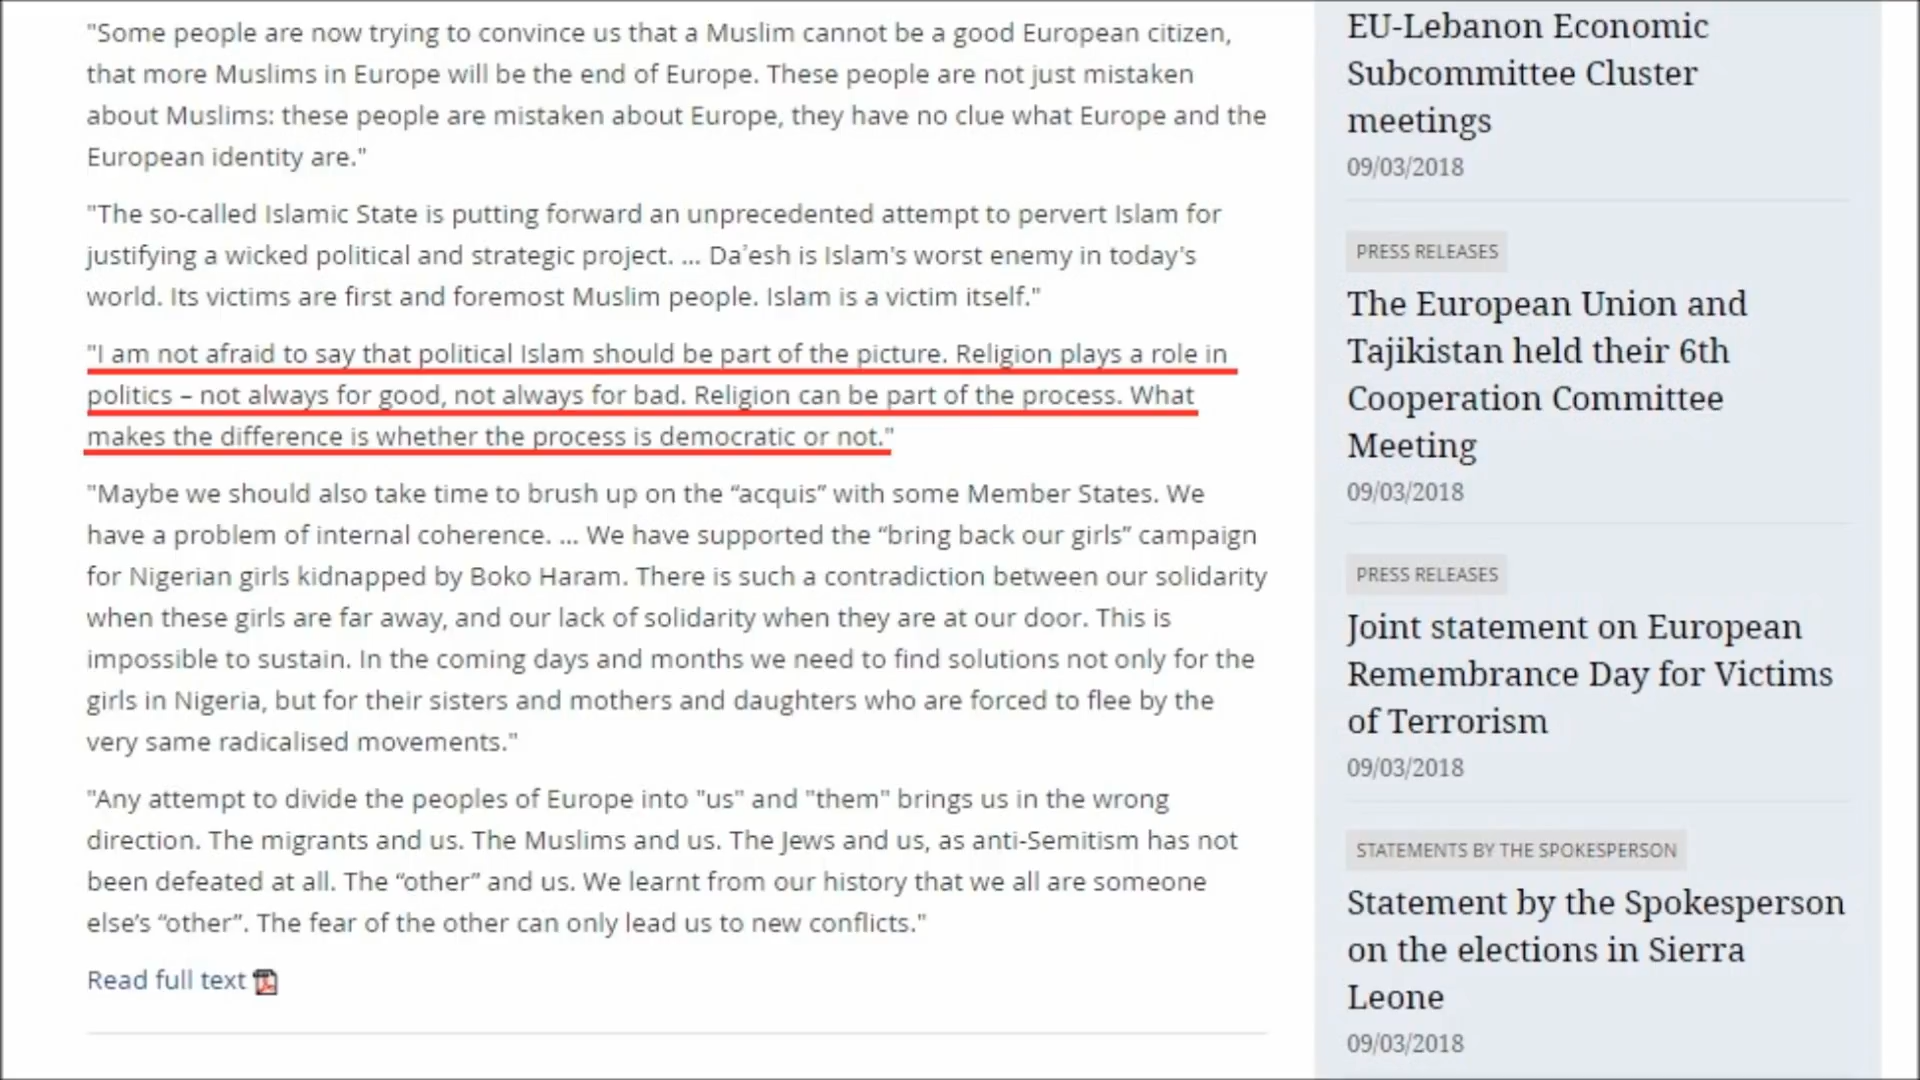 "Some people are now trying to convince us that a Muslim cannot be a good European citizen,
that more Muslims in Europe will be the end of Europe. These people are not just mistaken
about Muslims: these people are mistaken about Europe, they have no clue what Europe and the
European identity are."
"The so-called Islamic State is putting forward an unprecedented attempt to pervert Islam for
justifying a wicked political and strategic project. ... Da'esh is Islam's worst enemy in today's
world. Its victims are first and foremost Muslim people. Islam is a victim itself."
"I am not afraid to say that political Islam should be part of the picture. Religion plays a role in
politics – not always for good, not always for bad. Religion can be part of the process. What
makes the difference is whether the process is democratic or not."
"Maybe we should also take time to brush up on the “acquis” with some Member States. We
have a problem of internal coherence. ... We have supported the “bring back our girls” campaign
for Nigerian girls kidnapped by Boko Haram. There is such a contradiction between our solidarity
when these girls are far away, and our lack of solidarity when they are at our door. This is
impossible to sustain. In the coming days and months we need to find solutions not only for the
girls in Nigeria, but for their sisters and mothers and daughters who are forced to flee by the
very same radicalised movements."
"Any attempt to divide the peoples of Europe into "us" and "them" brings us in the wrong
direction. The migrants and us. The Muslims and us. The Jews and us, as anti-Semitism has not
been defeated at all. The “other” and us. We learnt from our history that we all are someone
else’s “other”. The fear of the other can only lead us to new conflicts."
Read full text
EU-Lebanon Economic
Subcommittee Cluster
meetings
09/03/2018
PRESS RELEASES
The European Union and
Tajikistan held their 6th
Cooperation Committee
Meeting
09/03/2018
PRESS RELEASES
Joint statement on European
Remembrance Day for Victims
of Terrorism
09/03/2018
STATEMENTS BY THE SPOKESPERSON
Statement by the Spokesperson
on the elections in Sierra
Leone
09/03/2018